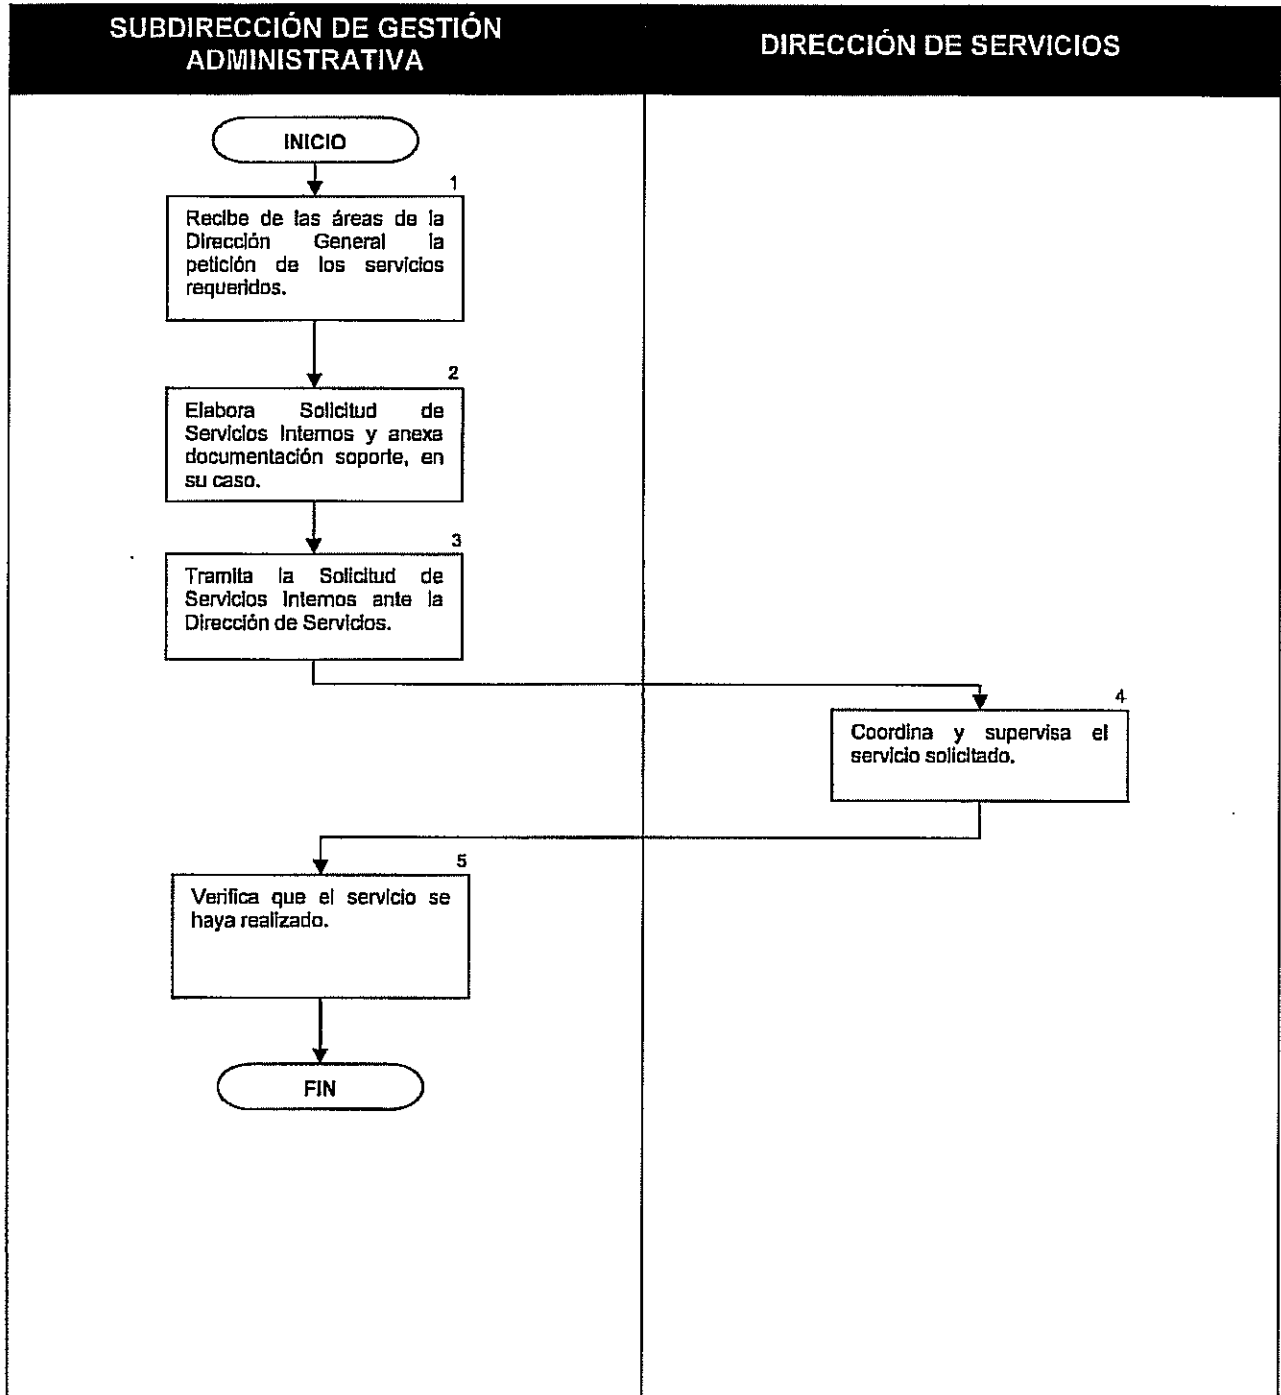 SUBDIRECCIÓN DE GESTIÓN
ADMINISTRATIVA
DIRECCIÓN DE SERVICIOS
INICIO
1
Recibe de las áreas de la
Dirección General la
petición de los servicios
requeridos.
2
Elabora Solicitud de
Servicios Internos y anexa
documentación soporte, en
su caso.
3
Tramita la Solicitud de
Servicios Internos ante la
Dirección de Servicios.
4
Coordina y supervisa el
servicio solicitado.
5
Verifica que el servicio se
haya realizado.
FIN